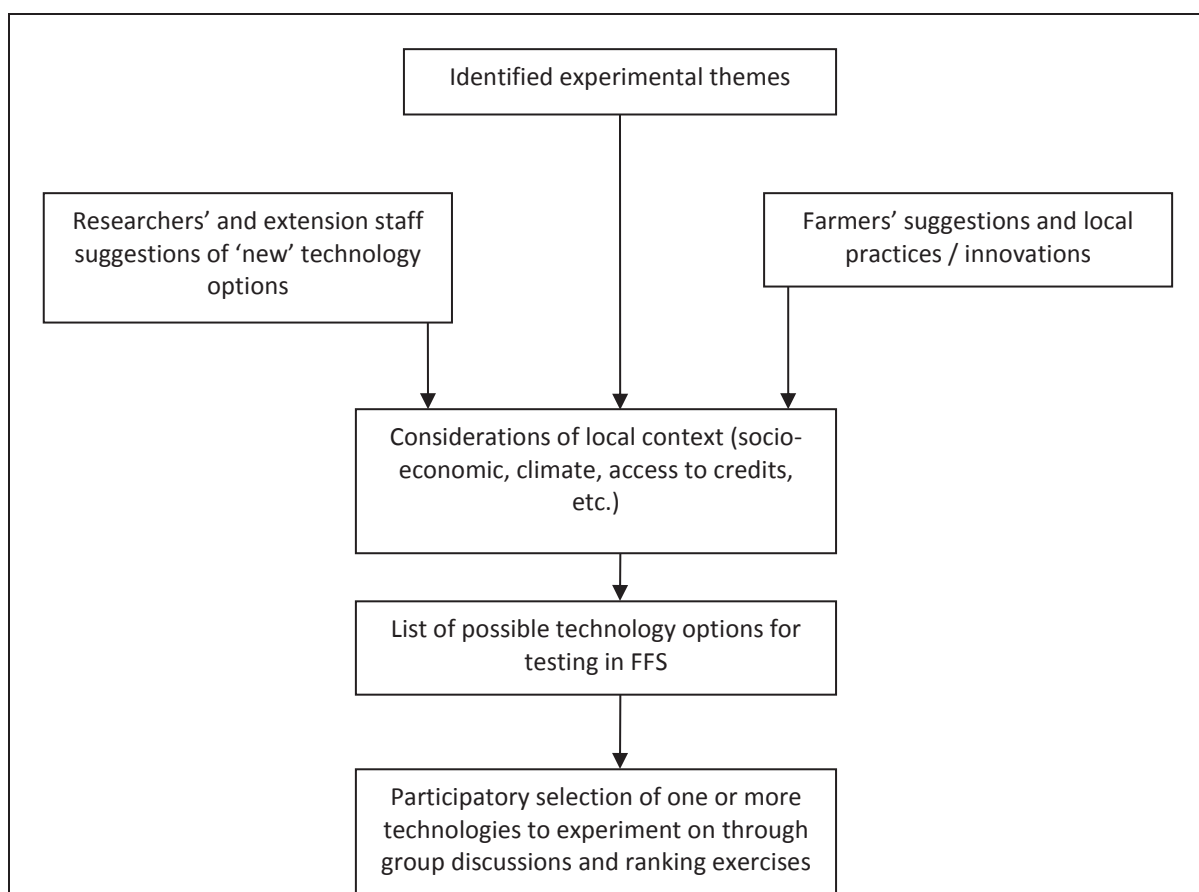 Identified experimental themes
Researchers’ and extension staff
suggestions of ‘new’ technology
options
Farmers’ suggestions and local
practices / innovations
Considerations of local context (socio-
economic, climate, access to credits,
etc.)
List of possible technology options for
testing in FFS
Participatory selection of one or more
technologies to experiment on through
group discussions and ranking exercises